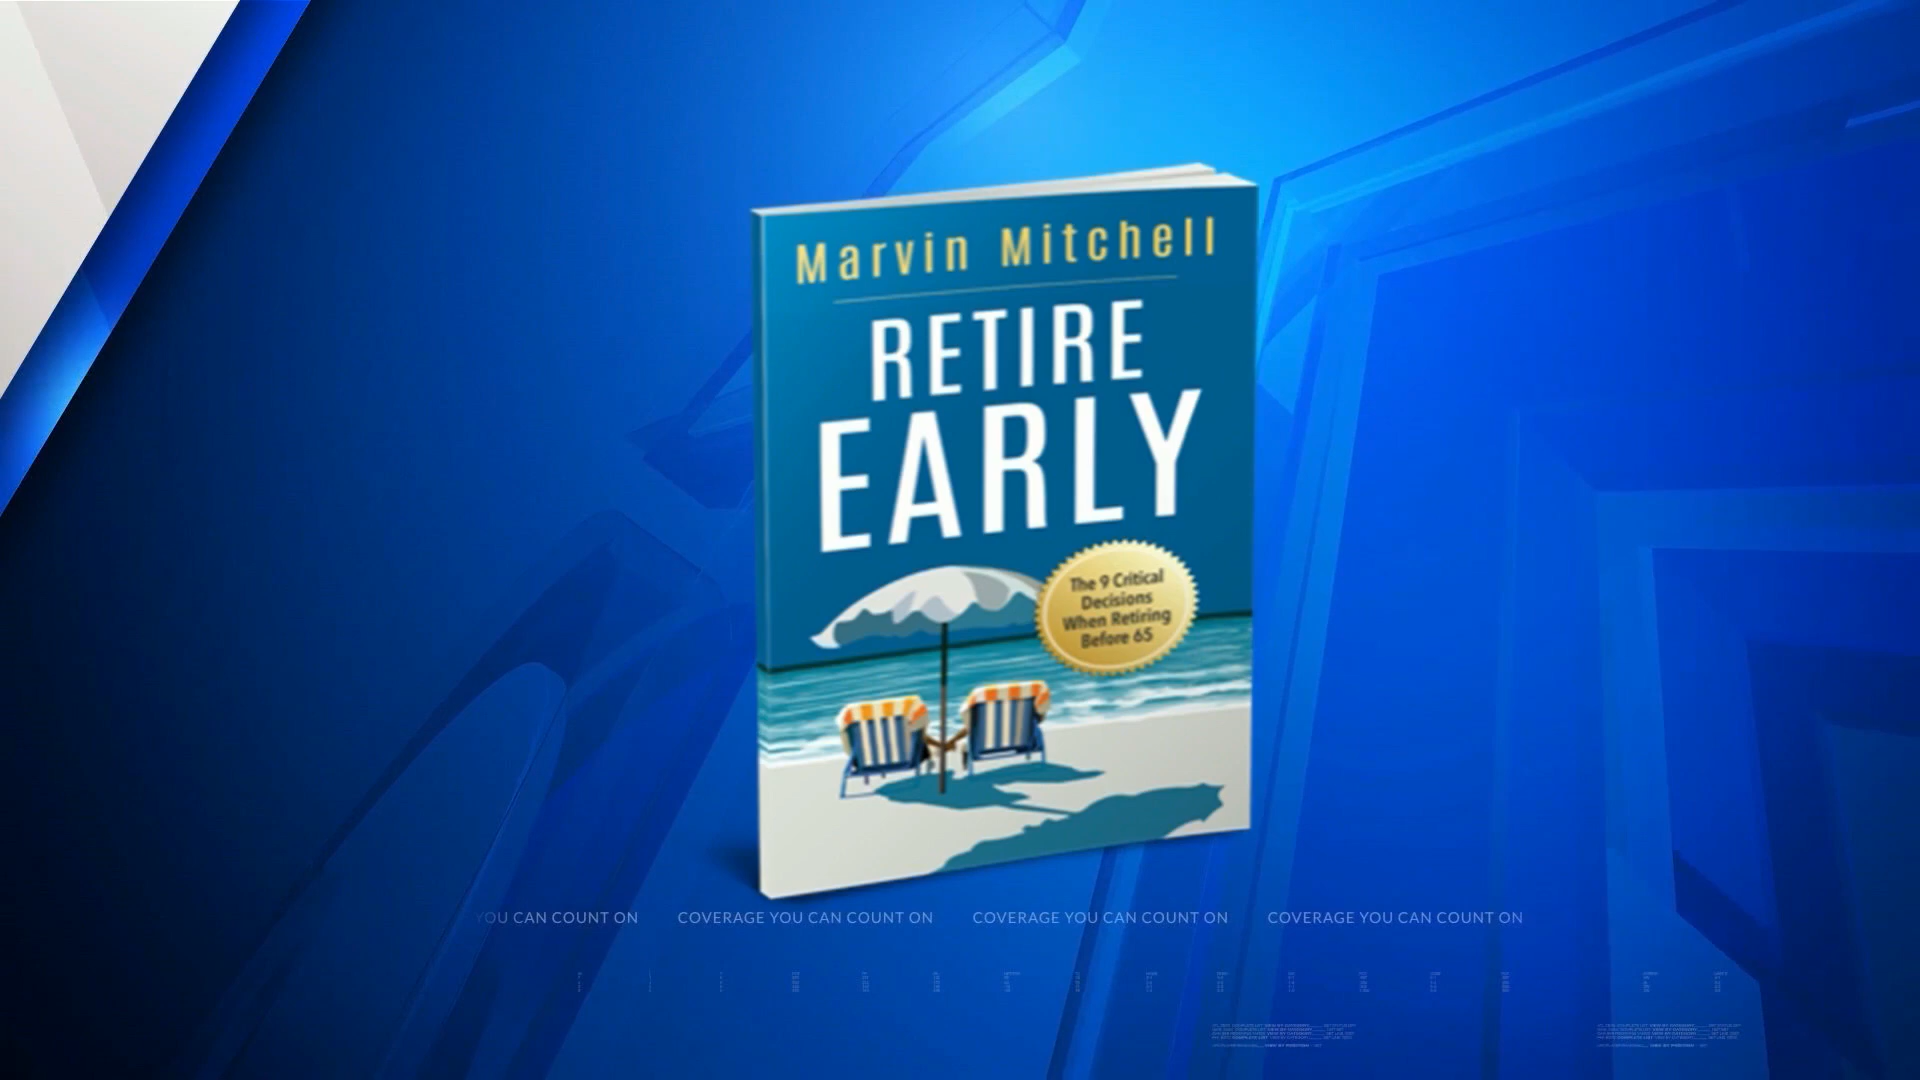 Marvin Mitchell
RETIRE
EARLY
The 9 Critical
Decisions
When Retiring
Before 65
YOU CAN COUNT ON COVERAGE YOU CAN COUNT ON COVERAGE YOU CAN COUNT ON COVERAGE YOU CAN COUNT ON